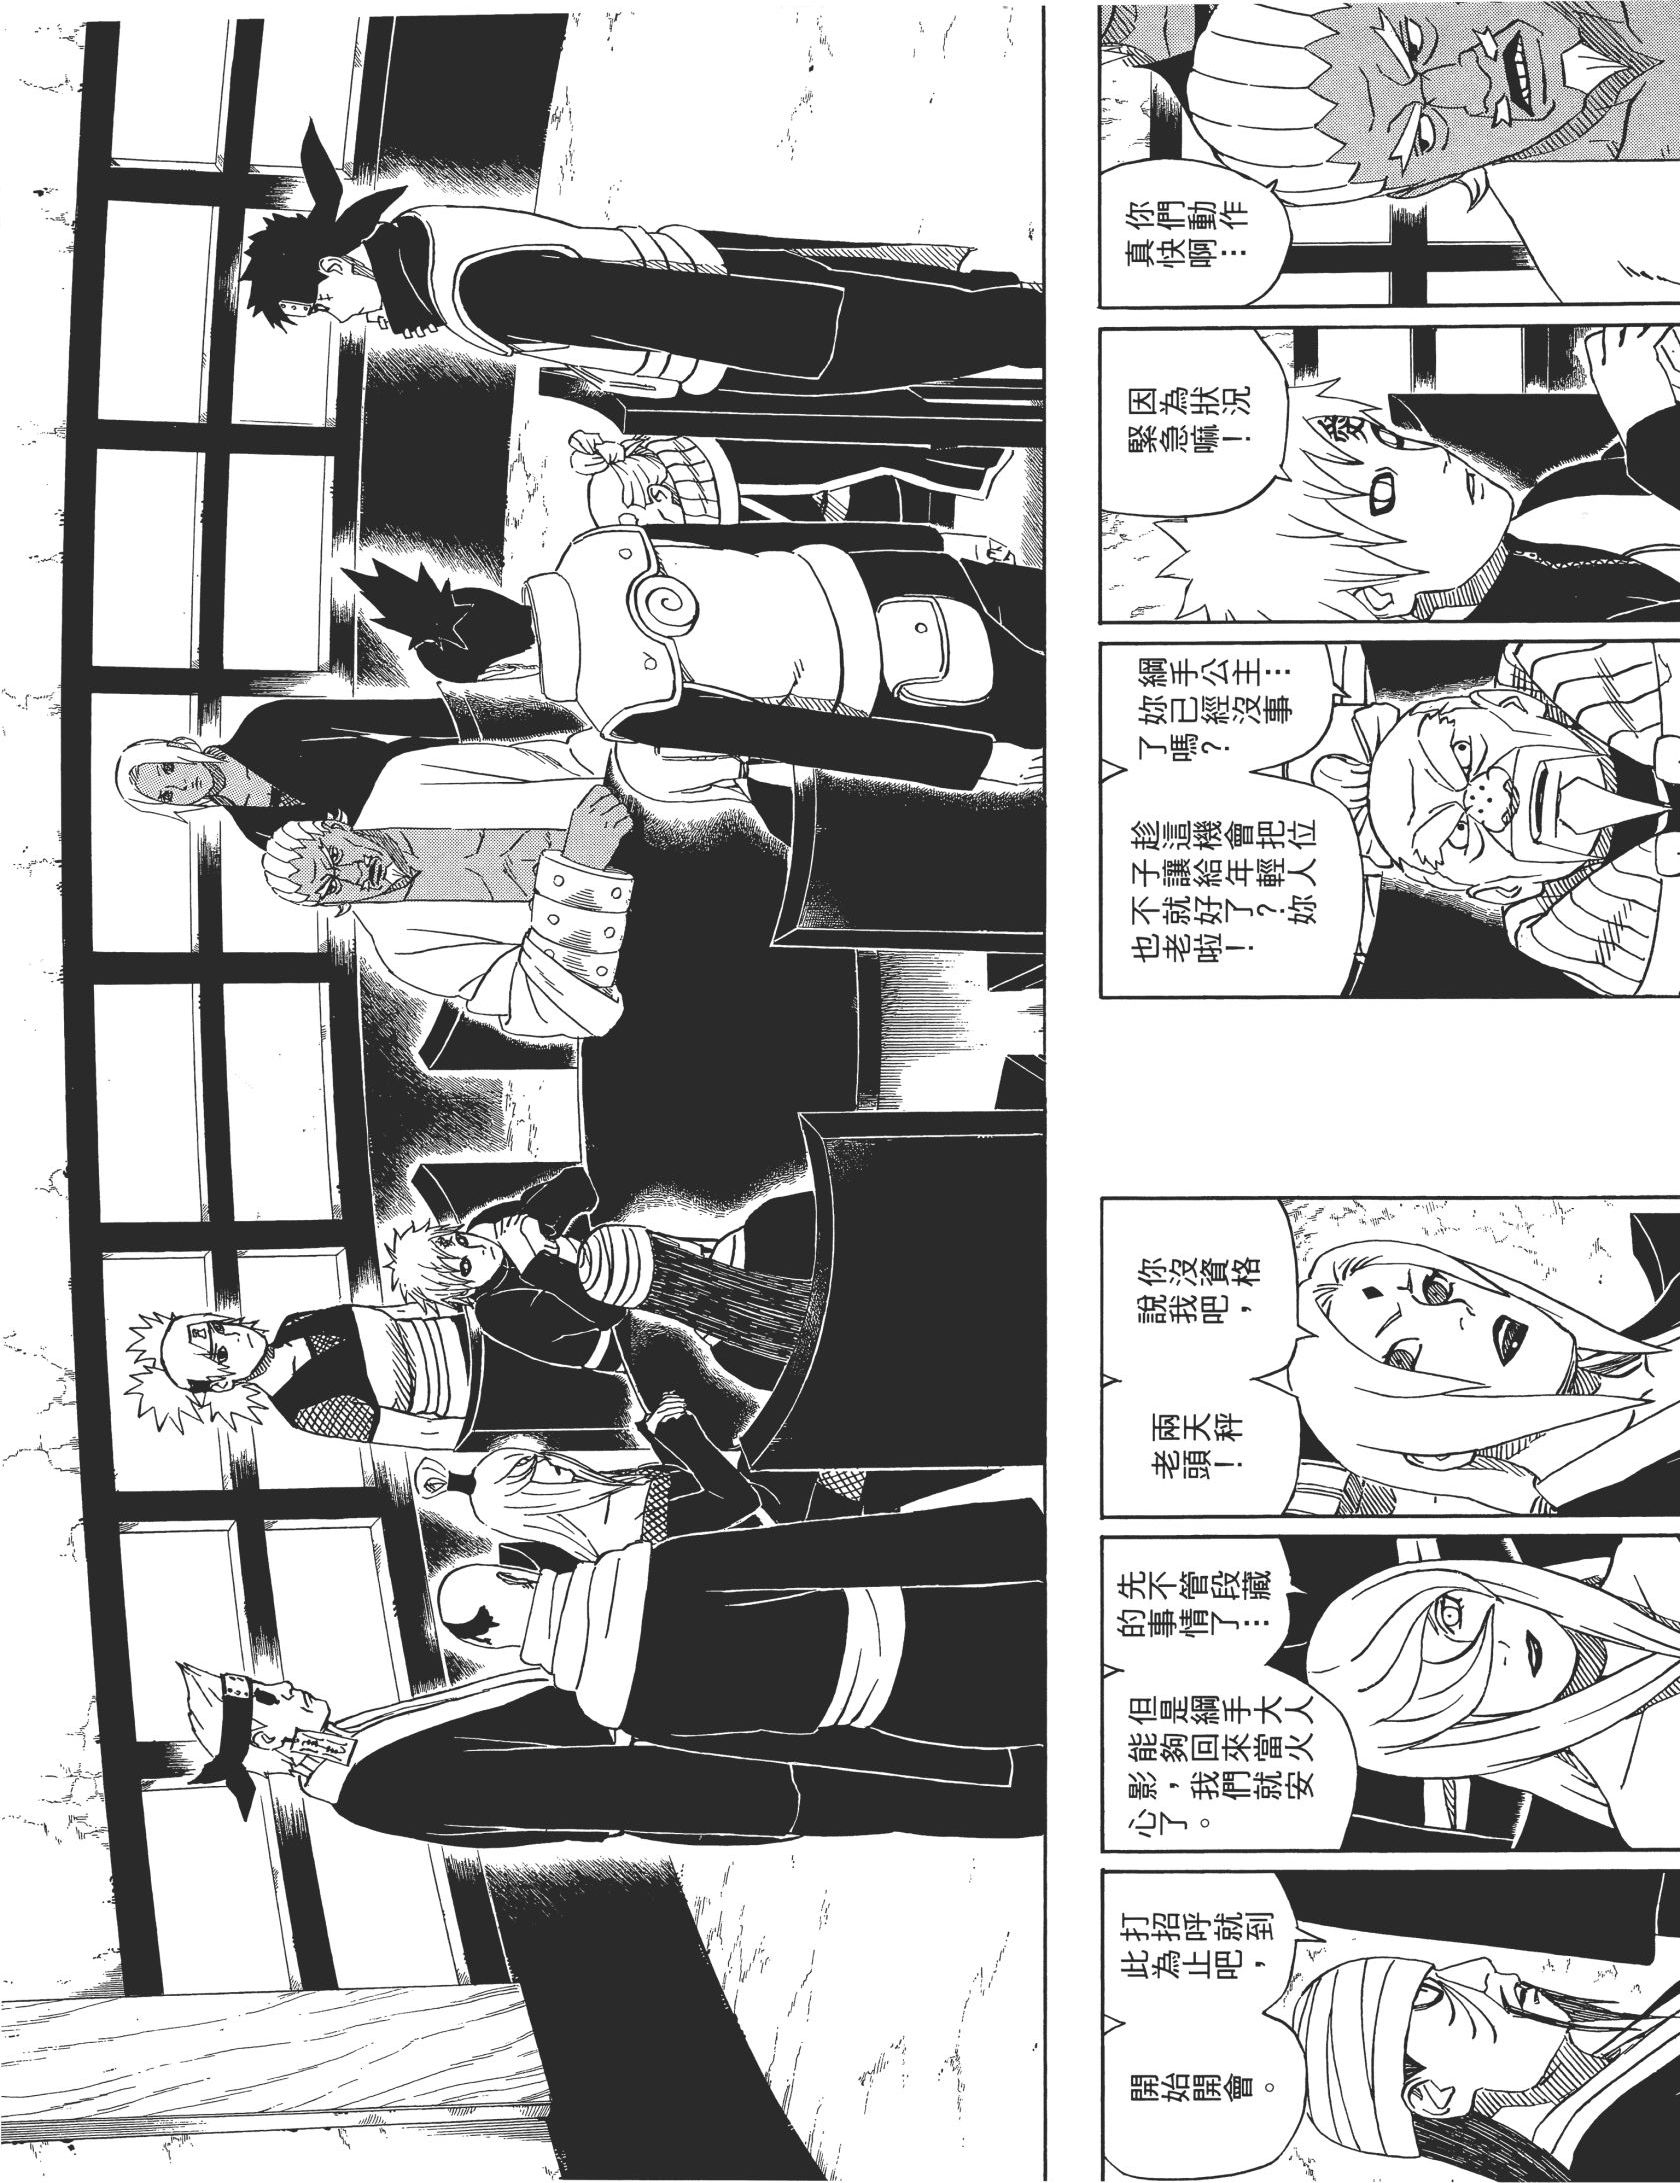 你們動作
真快啊…
因為狀況
緊急嘛！
愛
綱手公主…
妳已經沒事
了嗎？
趁這機會把位
子讓給年輕人
不就好了？妳
也老啦！
你沒資格
說我吧，
兩天秤
老頭！
先不管段藏
的事情了…
但是綱手大人
能夠回來當火
影，我們就安
心了。
打招呼就到
此為止吧，
開始開會。